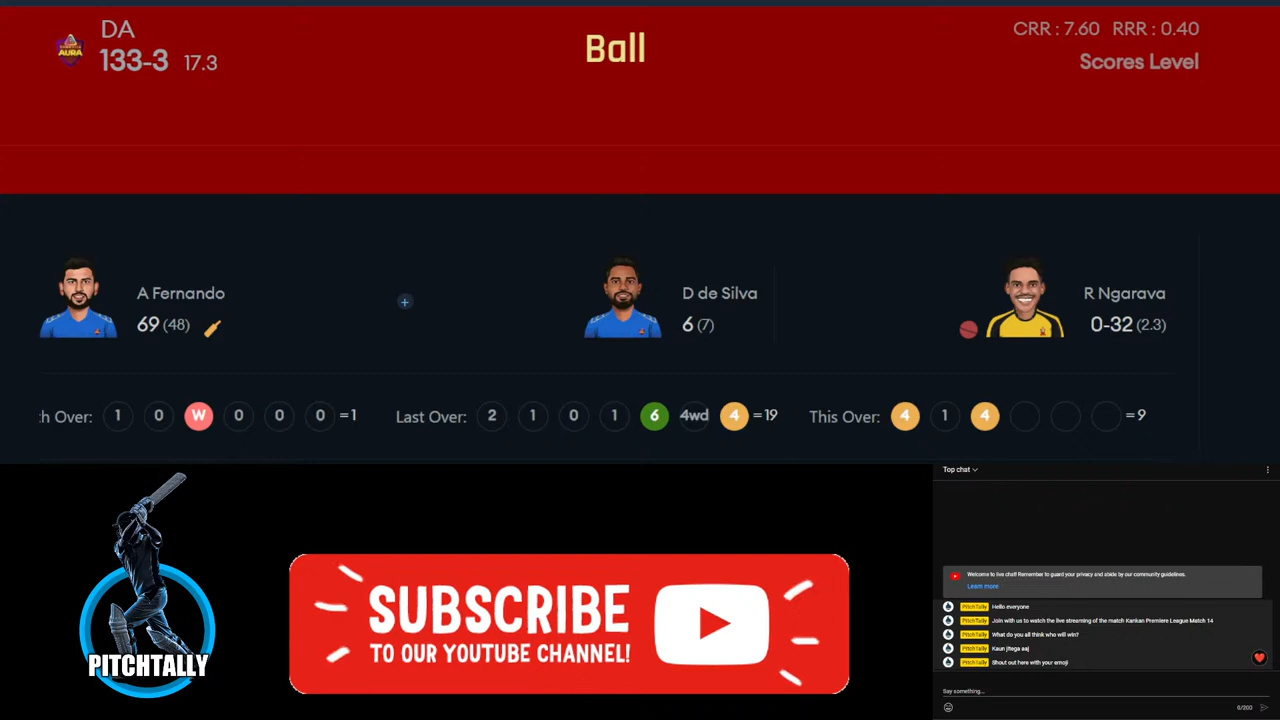 DA
133-3 17.3
AURA
Ball
CRR : 7.60 RRR : 0.40
Scores Level
A Fernando
69 (48)
D de Silva
6 (7)
R Ngarava
0-32 (2.3)
h Over: 1 0 W 0 0 0 =1 Last Over: 2 1 0 1 6 4wd 4 =19 This Over: 4 1 4 =9
PITCHTALLY
SUBSCRIBE
TO OUR YOUTUBE CHANNEL!
Top chat
Welcome to live chat! Remember to guard your privacy and abide by our community guidelines.
Learn more
PitchTally Hello everyone
PitchTally Join with us to watch the live streaming of the match Kankan Premiere League Match 14
PitchTally What do you all think who will win?
PitchTally Kaun jitega aaj
PitchTally Shout out here with your emoji
Say something...
0/200